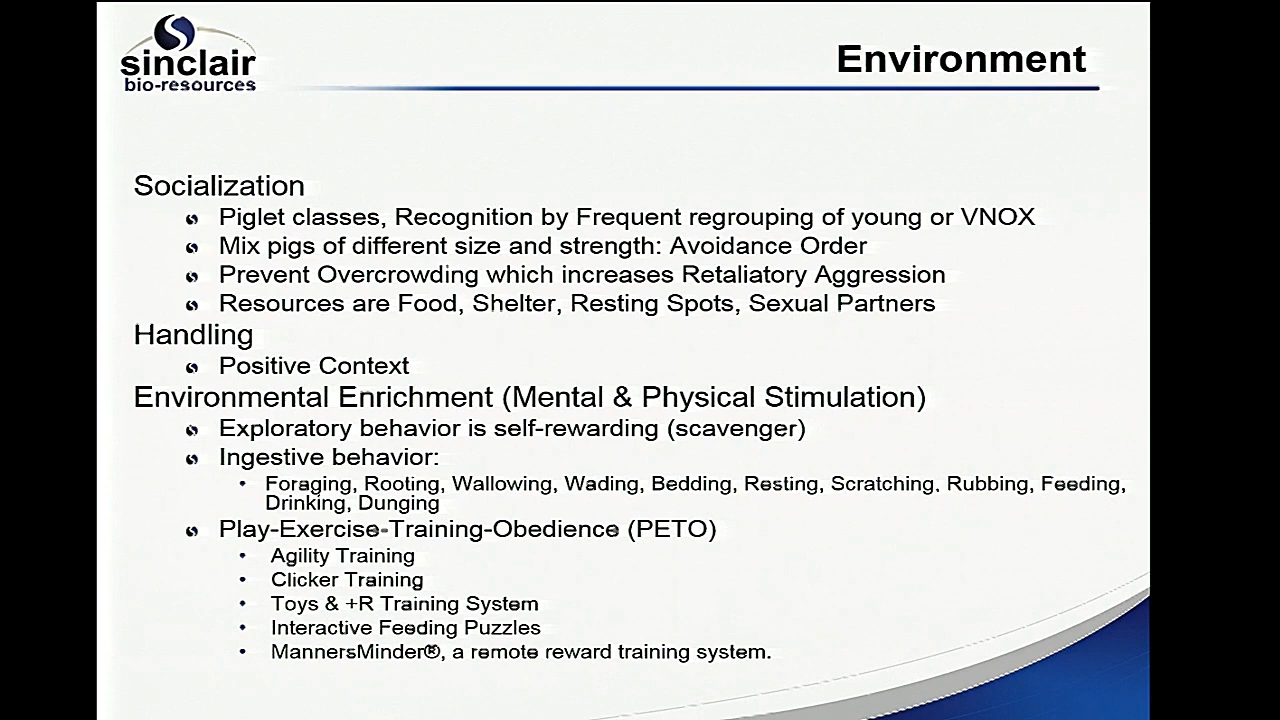 sinclair
bio-resources
Environment
Socialization
Piglet classes, Recognition by Frequent regrouping of young or VNOX
Mix pigs of different size and strength: Avoidance Order
Prevent Overcrowding which increases Retaliatory Aggression
Resources are Food, Shelter, Resting Spots, Sexual Partners
Handling
Positive Context
Environmental Enrichment (Mental & Physical Stimulation)
Exploratory behavior is self-rewarding (scavenger)
Ingestive behavior:
Foraging, Rooting, Wallowing, Wading, Bedding, Resting, Scratching, Rubbing, Feeding,
Drinking, Dunging
Play-Exercise-Training-Obedience (PETO)
Agility Training
Clicker Training
Toys & +R Training System
Interactive Feeding Puzzles
MannersMinder®, a remote reward training system.